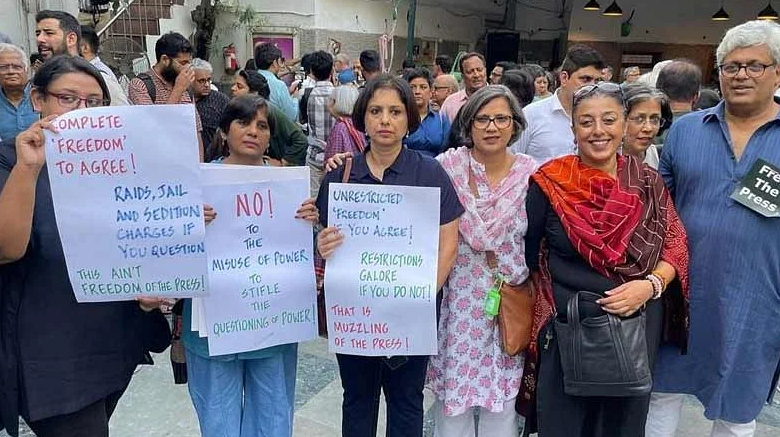 COMPLETE
'FREEDOM'
TO AGREE!
RAIDS, JAIL
AND SEDITION
CHARGES IF
YOU QUESTION
THIS AIN'T
FREEDOM OF THE PRESS!
NO!
TO THE
MISUSE OF POWER
TO STIFLE
THE
QUESTIONING OF POWER!
UNRESTRICTED
'FREEDOM'
IF YOU AGREE!
RESTRICTIONS
GALORE
IF YOU DO NOT!
THAT IS
MUZZLING
OF THE PRESS!
Free
The
Press